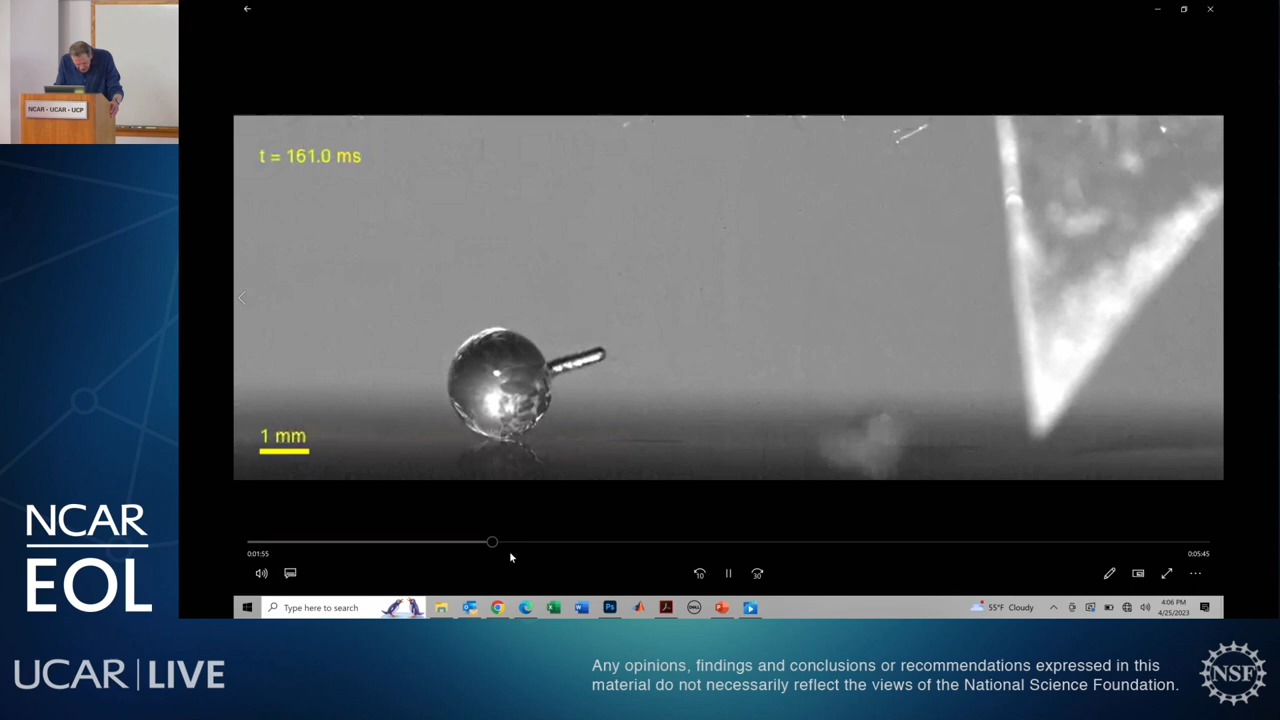 NCAR • UCAR • UCP
t = 161.0 ms
1 mm
0:01:55
0:05:45
10
30
Type here to search
55°F Cloudy
4:06 PM
4/25/2023
NCAR
EOL
UCAR | LIVE
Any opinions, findings and conclusions or recommendations expressed in this
material do not necessarily reflect the views of the National Science Foundation.
NSF